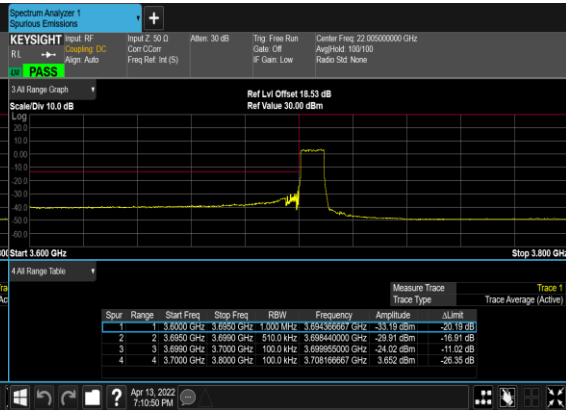 Spectrum Analyzer 1
Spurious Emissions
+
KEYSIGHT Input: RF Input Z: 50 Ω Atten: 30 dB Trig: Free Run Center Freq: 22.005000000 GHz
RL Coupling: DC Corr CCorr Gate: Off Avg|Hold: 100/100
Align: Auto Freq Ref: Int (S) IF Gain: Low Radio Std: None
PASS
3 All Range Graph
Ref Lvl Offset 18.53 dB
Scale/Div 10.0 dB Ref Value 30.00 dBm
Log
20.0
10.0
0.00
-10.0
-20.0
-30.0
-40.0
-50.0
-60.0
Start 3.600 GHz Stop 3.800 GHz
4 All Range Table
Measure Trace Trace 1
Trace Type Trace Average (Active)
Spur Range Start Freq Stop Freq RBW Frequency Amplitude ΔLimit
1 1 3.6000 GHz 3.6950 GHz 1.000 MHz 3.694366667 GHz -33.19 dBm -20.19 dB
2 2 3.6950 GHz 3.6990 GHz 510.0 kHz 3.698440000 GHz -29.91 dBm -16.91 dB
3 3 3.6990 GHz 3.7000 GHz 100.0 kHz 3.699955000 GHz -24.02 dBm -11.02 dB
4 4 3.7000 GHz 3.8000 GHz 100.0 kHz 3.708166667 GHz 3.652 dBm -26.35 dB
? Apr 13, 2022
7:10:50 PM